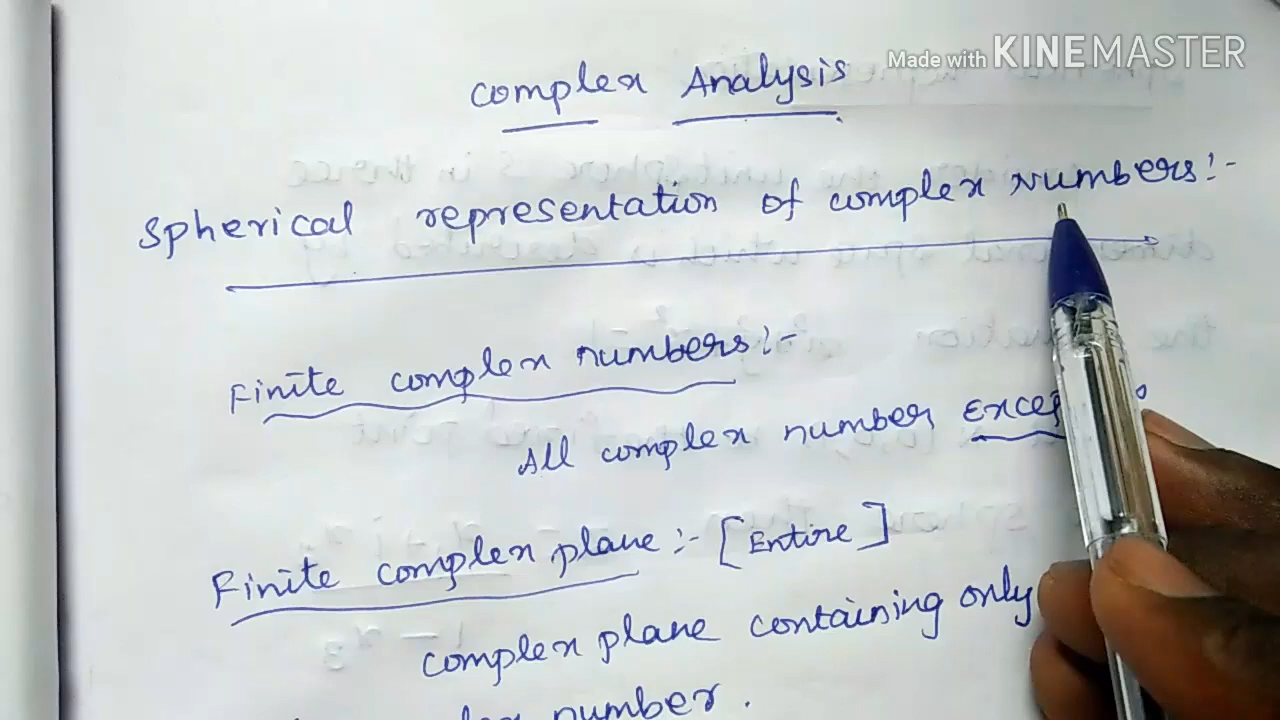 Made with KINEMASTER
Complex Analysis
Spherical representation of complex Numbers:-
Finite complex numbers:-
All complex number
Finite complex plane:- [Entire]
complex plane containing only
number.